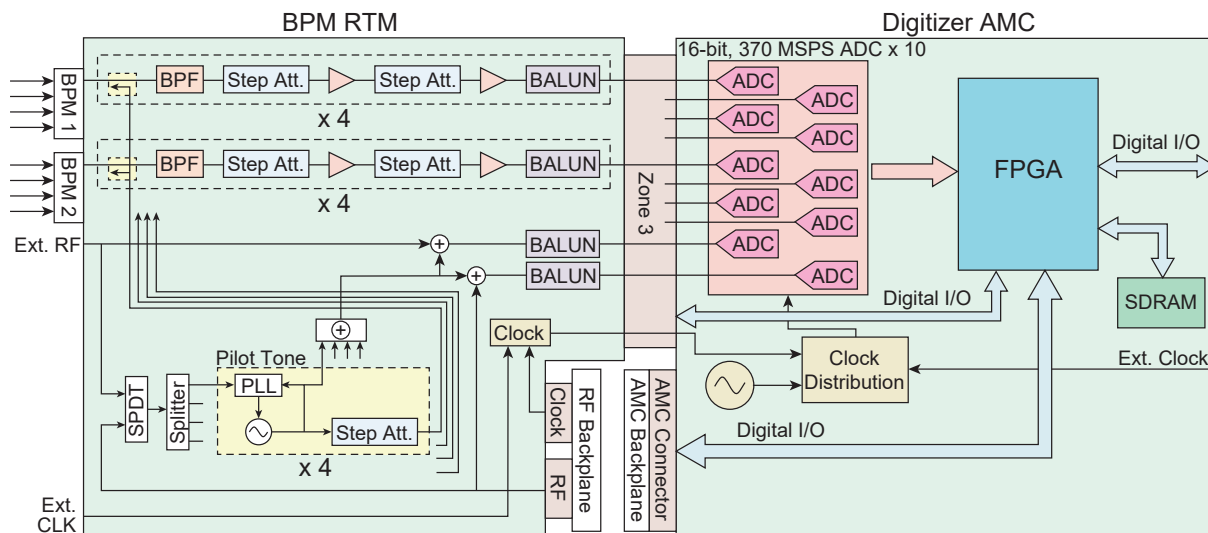 BPM RTM
Digitizer AMC
16-bit, 370 MSPS ADC x 10
BPM 1
BPF
Step Att.
Step Att.
BALUN
x 4
BPM 2
BPF
Step Att.
Step Att.
BALUN
x 4
Zone 3
ADC
ADC
ADC
ADC
ADC
ADC
ADC
ADC
ADC
ADC
FPGA
Digital I/O
Ext. RF
BALUN
BALUN
SDRAM
Digital I/O
Clock
Pilot Tone
PLL
SPDT
Splitter
Step Att.
x 4
Clock
RF
RF Backplane
AMC Backplane
AMC Connector
Clock
Distribution
Ext. Clock
Digital I/O
Ext.
CLK